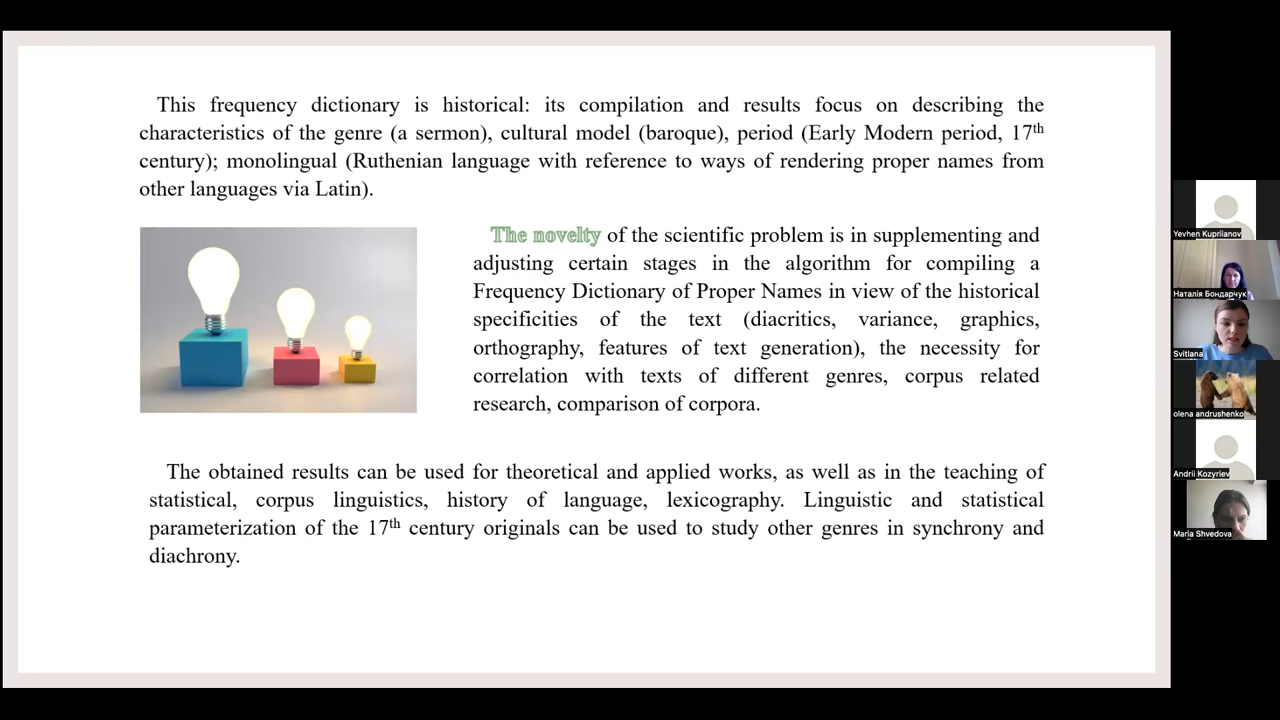 This frequency dictionary is historical: its compilation and results focus on describing the
characteristics of the genre (a sermon), cultural model (baroque), period (Early Modern period, 17th
century); monolingual (Ruthenian language with reference to ways of rendering proper names from
other languages via Latin).
The novelty of the scientific problem is in supplementing and
adjusting certain stages in the algorithm for compiling a
Frequency Dictionary of Proper Names in view of the historical
specificities of the text (diacritics, variance, graphics,
orthography, features of text generation), the necessity for
correlation with texts of different genres, corpus related
research, comparison of corpora.
The obtained results can be used for theoretical and applied works, as well as in the teaching of
statistical, corpus linguistics, history of language, lexicography. Linguistic and statistical
parameterization of the 17th century originals can be used to study other genres in synchrony and
diachrony.
Yevhen Kupriianov
Наталія Бондарчук
Svitlana
olena andrushenko
Andrii Kozyriev
Maria Shvedova